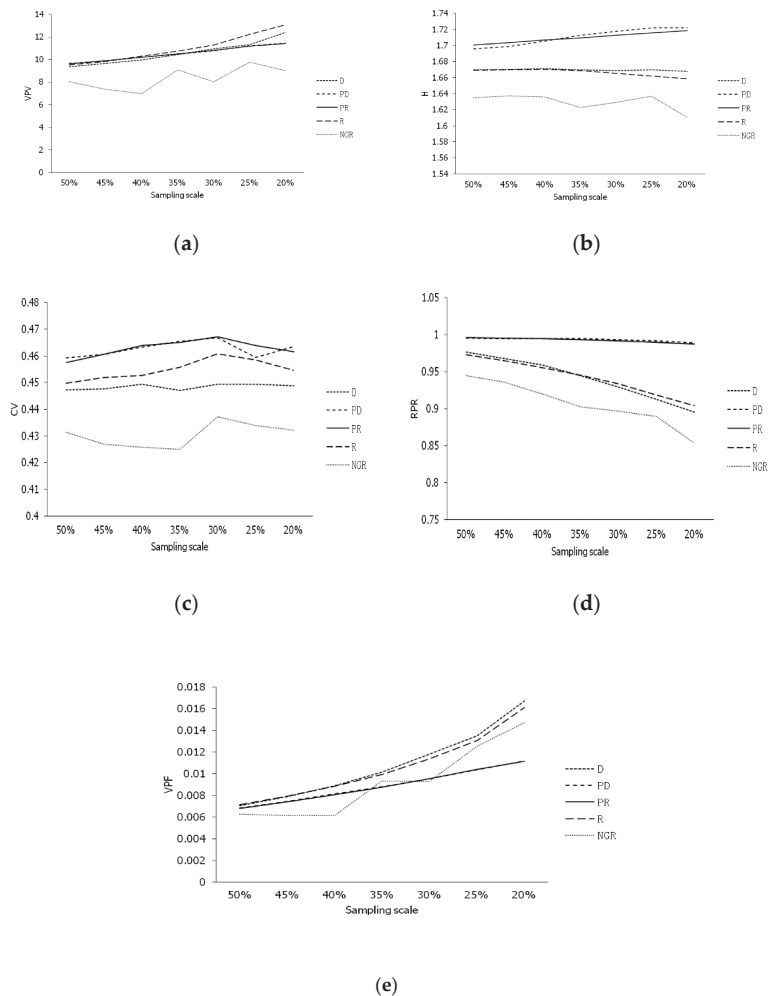 14
12
10
8
6
4
2
0
VPV
50% 45% 40% 35% 30% 25% 20%
Sampling scale
D
PD
PR
R
NGR
(a)
1.74
1.72
1.7
1.68
1.66
1.64
1.62
1.6
1.58
1.56
1.54
H
50% 45% 40% 35% 30% 25% 20%
Sampling scale
D
PD
PR
R
NGR
(b)
0.48
0.47
0.46
0.45
0.44
0.43
0.42
0.41
0.4
CV
50% 45% 40% 35% 30% 25% 20%
Sampling scale
D
PD
PR
R
NGR
(c)
1.05
1
0.95
0.9
0.85
0.8
0.75
RPR
50% 45% 40% 35% 30% 25% 20%
Sampling scale
D
PD
PR
R
NGR
(d)
0.018
0.016
0.014
0.012
0.01
0.008
0.006
0.004
0.002
0
VPF
50% 45% 40% 35% 30% 25% 20%
Sampling scale
D
PD
PR
R
NGR
(e)